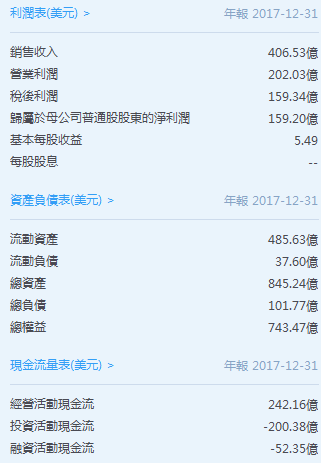 利潤表(美元) > 年報 2017-12-31
銷售收入 406.53億
營業利潤 202.03億
稅後利潤 159.34億
歸屬於母公司普通股股東的淨利潤 159.20億
基本每股收益 5.49
每股股息 --
資產負債表(美元) > 年報 2017-12-31
流動資產 485.63億
流動負債 37.60億
總資產 845.24億
總負債 101.77億
總權益 743.47億
現金流量表(美元) > 年報 2017-12-31
經營活動現金流 242.16億
投資活動現金流 -200.38億
融資活動現金流 -52.35億